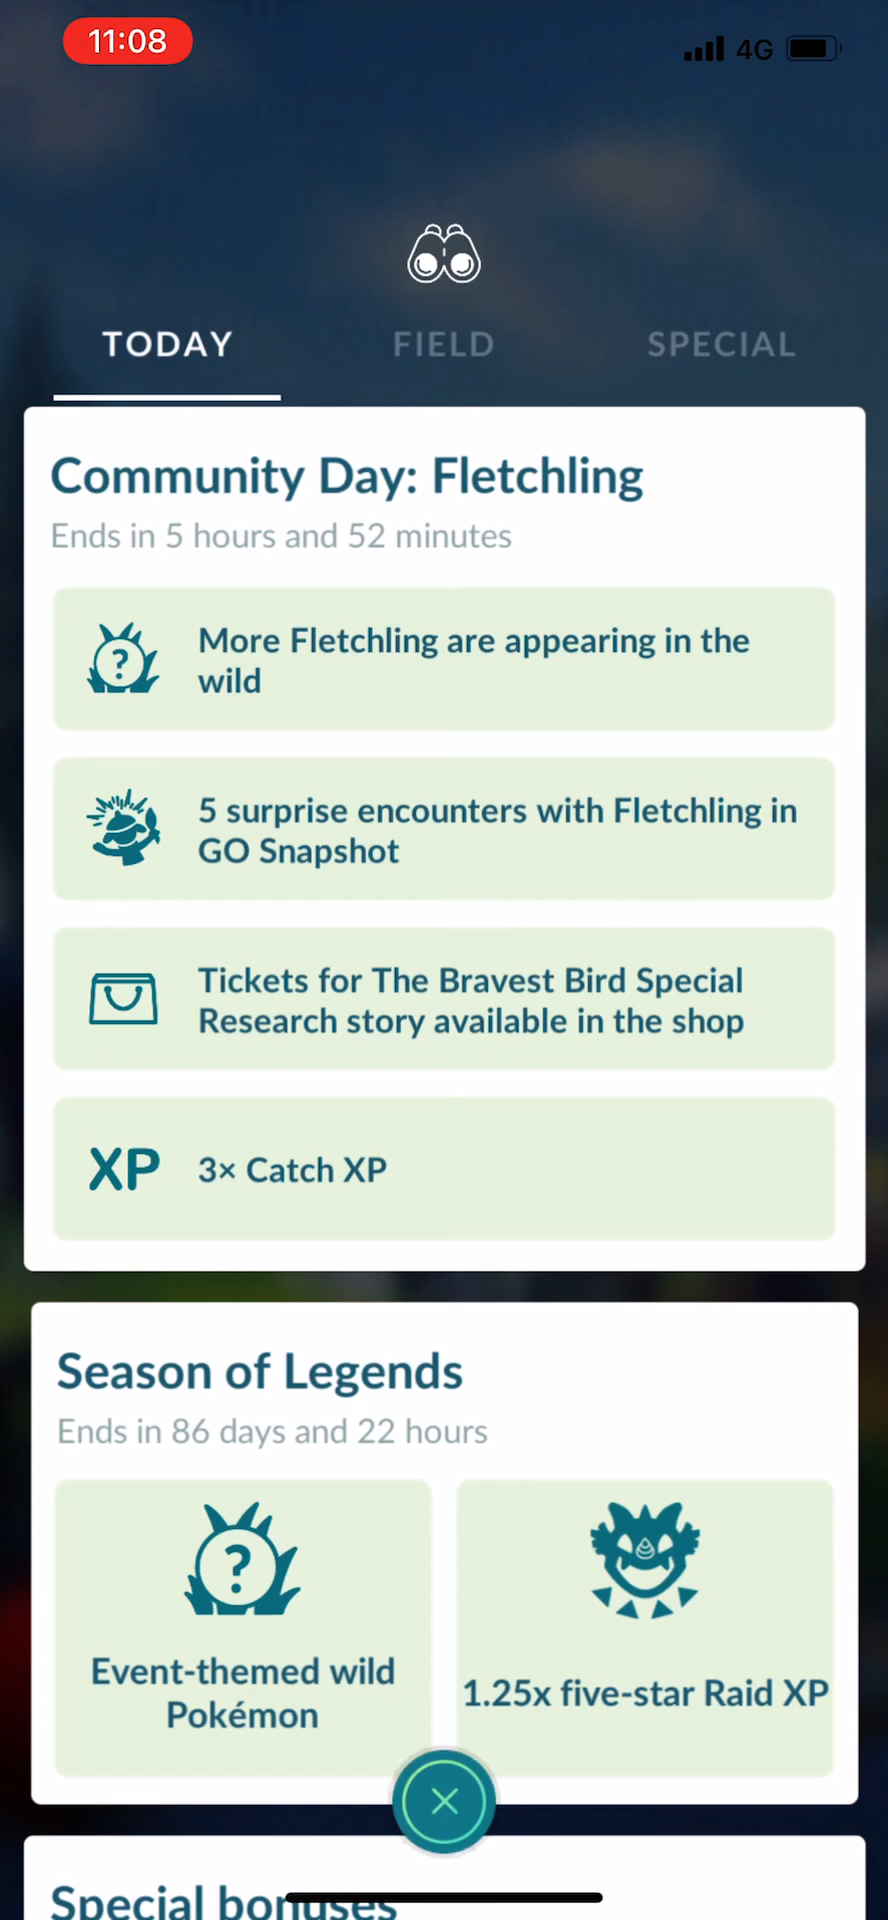 11:08
4G
TODAY
FIELD
SPECIAL
Community Day: Fletchling
Ends in 5 hours and 52 minutes
?
More Fletchling are appearing in the
wild
5 surprise encounters with Fletchling in
GO Snapshot
Tickets for The Bravest Bird Special
Research story available in the shop
XP
3× Catch XP
Season of Legends
Ends in 86 days and 22 hours
?
Event-themed wild
Pokémon
1.25x five-star Raid XP
Special bonuses